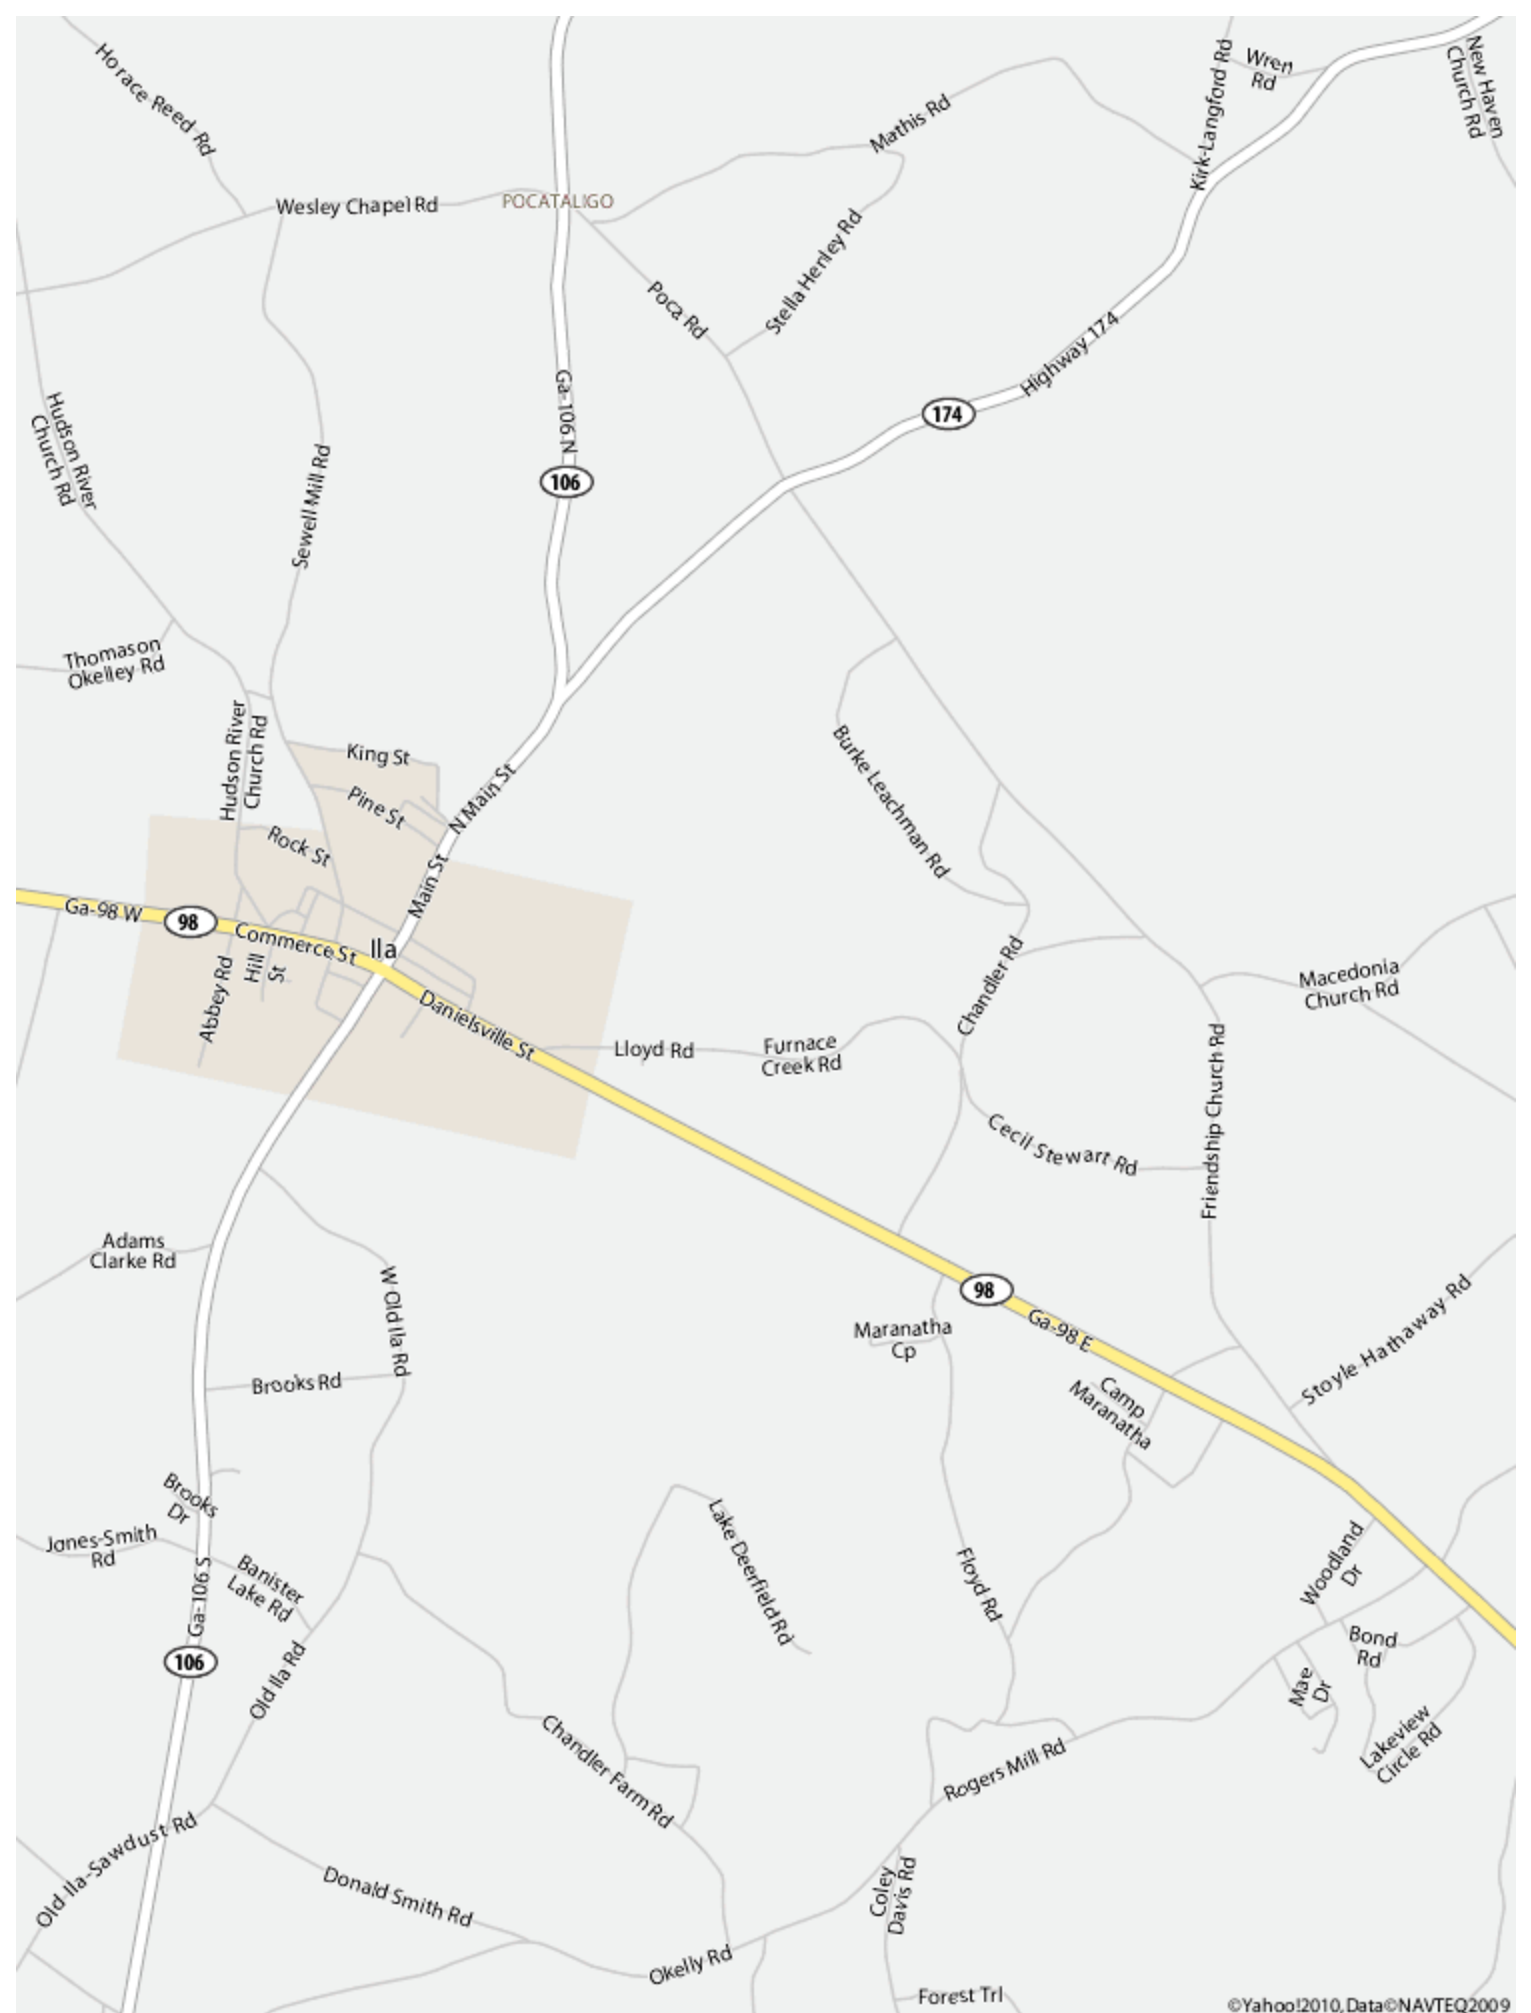 Horace Reed Rd
Wren
Rd
Kirk-Langford Rd
New Haven
Church Rd
Mathis Rd
Wesley Chapel Rd
POCATALIGO
Stella Henley Rd
Poca Rd
Highway 174
174
Ga-106 N
106
Hudson River
Church Rd
Sewell Mill Rd
Thomason
Okelley Rd
Hudson River
Church Rd
King St
Pine St
N Main St
Rock St
Main St
Burke Leachman Rd
Ga-98 W
98
Commerce St
Ila
Hill
St
Abbey Rd
Danielsville St
Chandler Rd
Macedonia
Church Rd
Lloyd Rd
Furnace
Creek Rd
Friendship Church Rd
Cecil Stewart Rd
Adams
Clarke Rd
W Old Ila Rd
98
Ga-98 E
Maranatha
Cp
Stoyle Hathaway Rd
Brooks Rd
Camp
Maranatha
Brooks
Dr
Jones-Smith
Rd
Banister
Lake Rd
Ga-106 S
106
Old Ila Rd
Lake Deerfield Rd
Floyd Rd
Woodland
Dr
Bond
Rd
Mae
Dr
Lakeview
Circle Rd
Chandler Farm Rd
Rogers Mill Rd
Old Ila-Sawdust Rd
Donald Smith Rd
Coley
Davis Rd
Okelly Rd
Forest Trl
©Yahoo!2010, Data©NAVTEQ2009